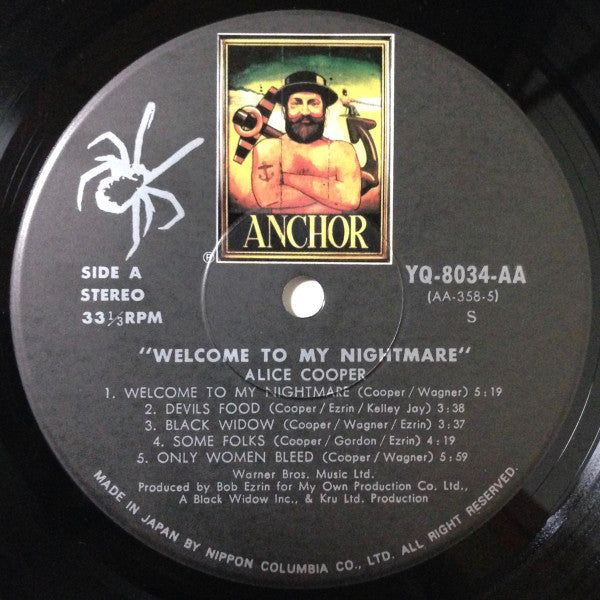 ANCHOR
®
SIDE A
STEREO
33 1/3 RPM
YQ-8034-AA
(AA-358-5)
S
"WELCOME TO MY NIGHTMARE"
ALICE COOPER
1. WELCOME TO MY NIGHTMARE (Cooper/Wagner) 5:19
2. DEVILS FOOD (Cooper/Ezrin/Kelley Jay) 3:38
3. BLACK WIDOW (Cooper/Wagner/Ezrin) 3:37
4. SOME FOLKS (Cooper/Gordon/Ezrin) 4:19
5. ONLY WOMEN BLEED (Cooper/Wagner) 5:59
Warner Bros. Music Ltd.
Produced by Bob Ezrin for My Own Production Co. Ltd.,
A Black Widow Inc., & Kru Ltd. Production
MADE IN JAPAN BY NIPPON COLUMBIA CO., LTD. ALL RIGHT RESERVED.